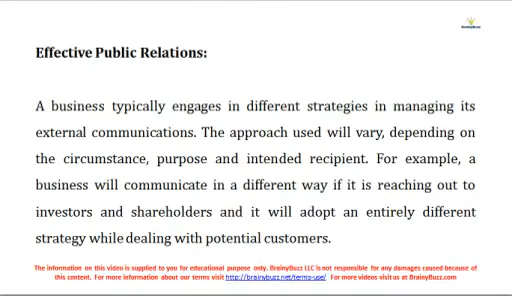 BrainyBuzz
Effective Public Relations:
A business typically engages in different strategies in managing its
external communications. The approach used will vary, depending on
the circumstance, purpose and intended recipient. For example, a
business will communicate in a different way if it is reaching out to
investors and shareholders and it will adopt an entirely different
strategy while dealing with potential customers.
The information on this video is supplied to you for educational purpose only. BrainyBuzz LLC is not responsible for any damages caused because of
this content. For more information about our terms visit http://brainybuzz.net/terms-use/ For more videos visit us at BrainyBuzz.com